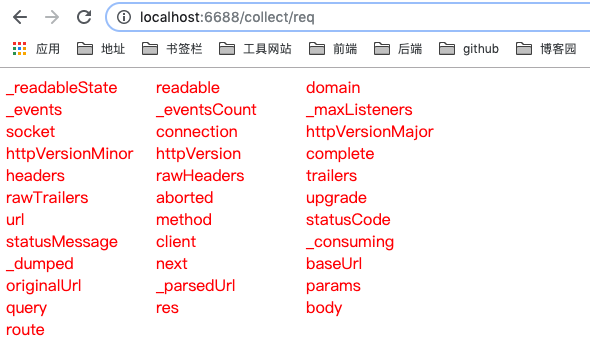 localhost:6688/collect/req
应用 地址 书签栏 工具网站 前端 后端 github 博客园
_readableState readable domain
_events _eventsCount _maxListeners
socket connection httpVersionMajor
httpVersionMinor httpVersion complete
headers rawHeaders trailers
rawTrailers aborted upgrade
url method statusCode
statusMessage client _consuming
_dumped next baseUrl
originalUrl _parsedUrl params
query res body
route